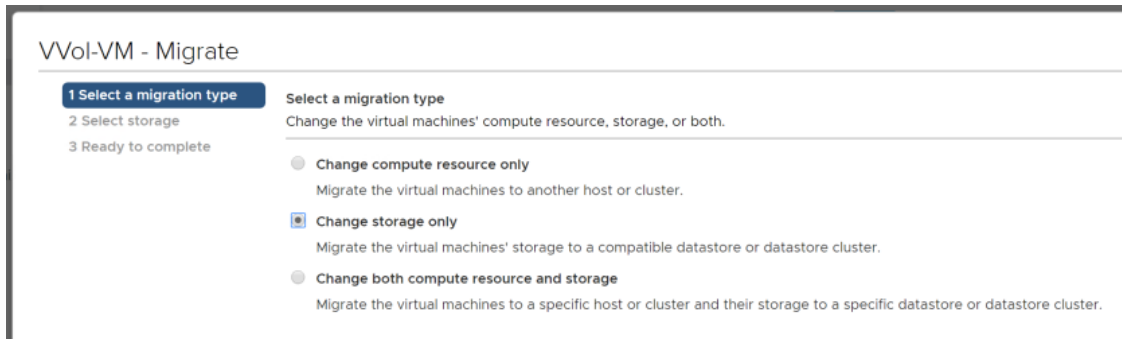 VVol-VM - Migrate
1 Select a migration type
2 Select storage
3 Ready to complete
Select a migration type
Change the virtual machines' compute resource, storage, or both.
Change compute resource only
Migrate the virtual machines to another host or cluster.
Change storage only
Migrate the virtual machines' storage to a compatible datastore or datastore cluster.
Change both compute resource and storage
Migrate the virtual machines to a specific host or cluster and their storage to a specific datastore or datastore cluster.